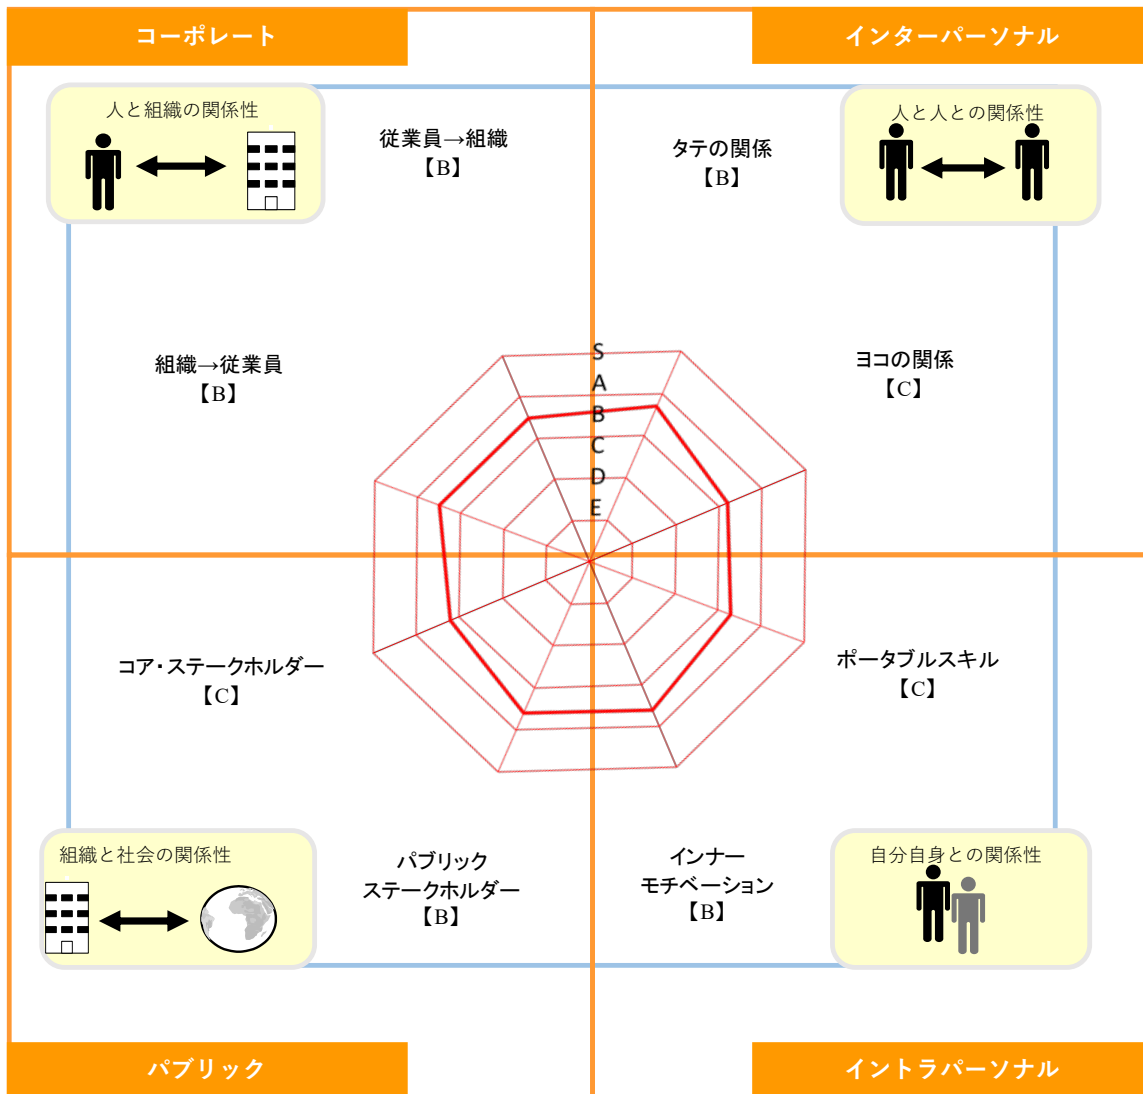 コーポレート
インターパーソナル
人と組織の関係性
人と人との関係性
従業員→組織
【B】
タテの関係
【B】
組織→従業員
【B】
ヨコの関係
【C】
S
A
B
C
D
E
コア・ステークホルダー
【C】
ポータブルスキル
【C】
組織と社会の関係性
パブリック
ステークホルダー
【B】
インナー
モチベーション
【B】
自分自身との関係性
パブリック
イントラパーソナル